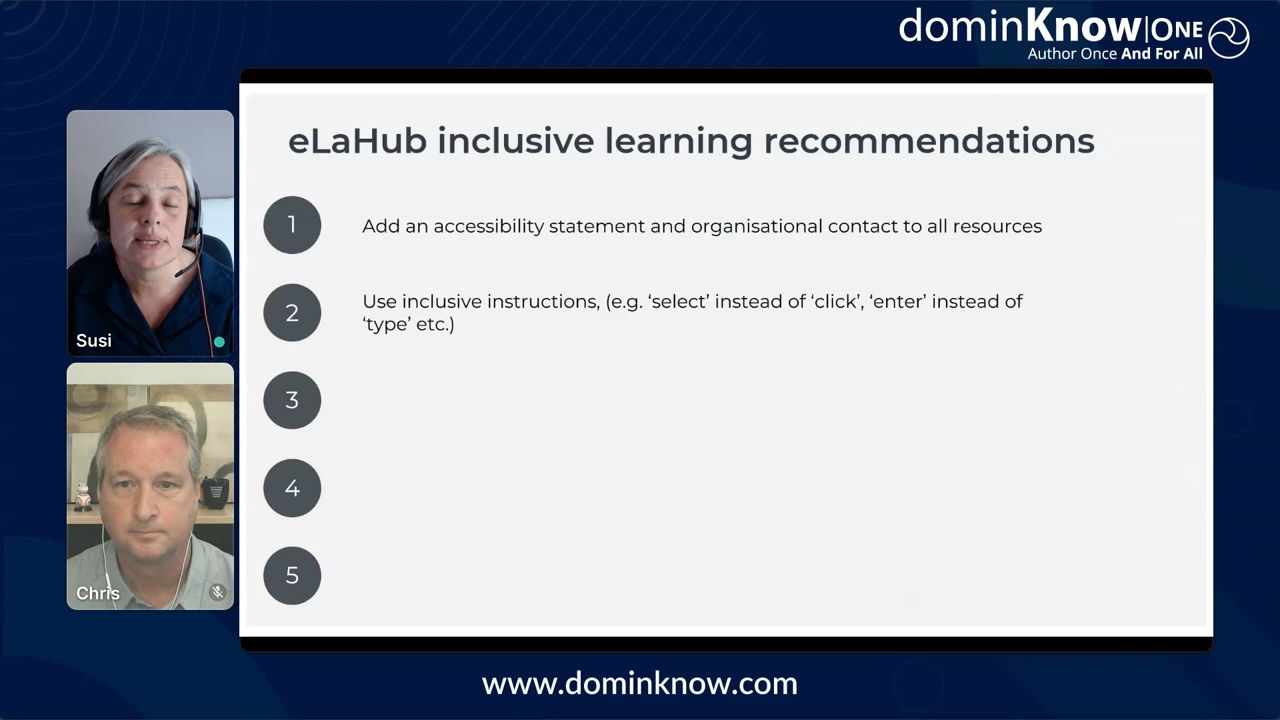 dominKnow|ONE
Author Once And For All
eLaHub inclusive learning recommendations
1
Add an accessibility statement and organisational contact to all resources
2
Use inclusive instructions, (e.g. ‘select’ instead of ‘click’, ‘enter’ instead of
‘type’ etc.)
3
4
5
Susi
Chris
www.dominknow.com